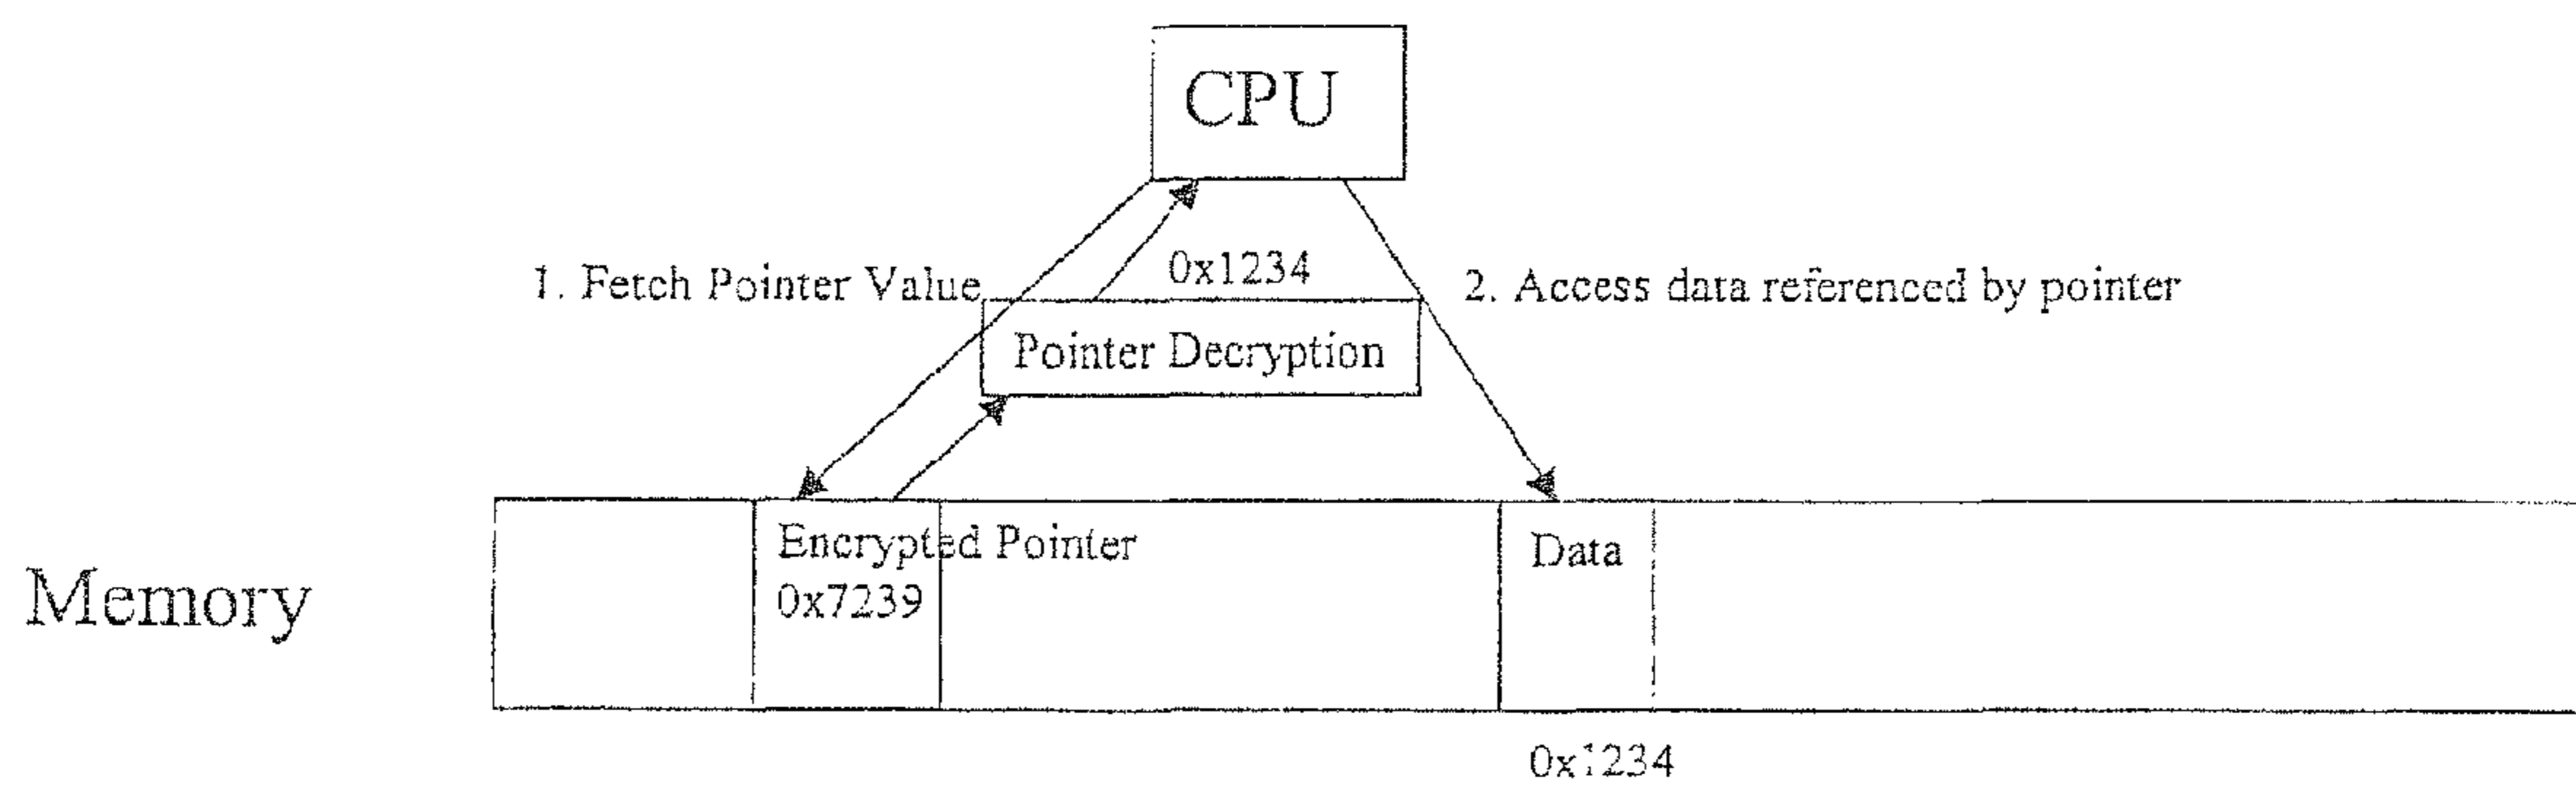 CPU
1. Fetch Pointer Value
0x1234
2. Access data referenced by pointer
Pointer Decryption
Memory
Encrypted Pointer
0x7239
Data
0x1234